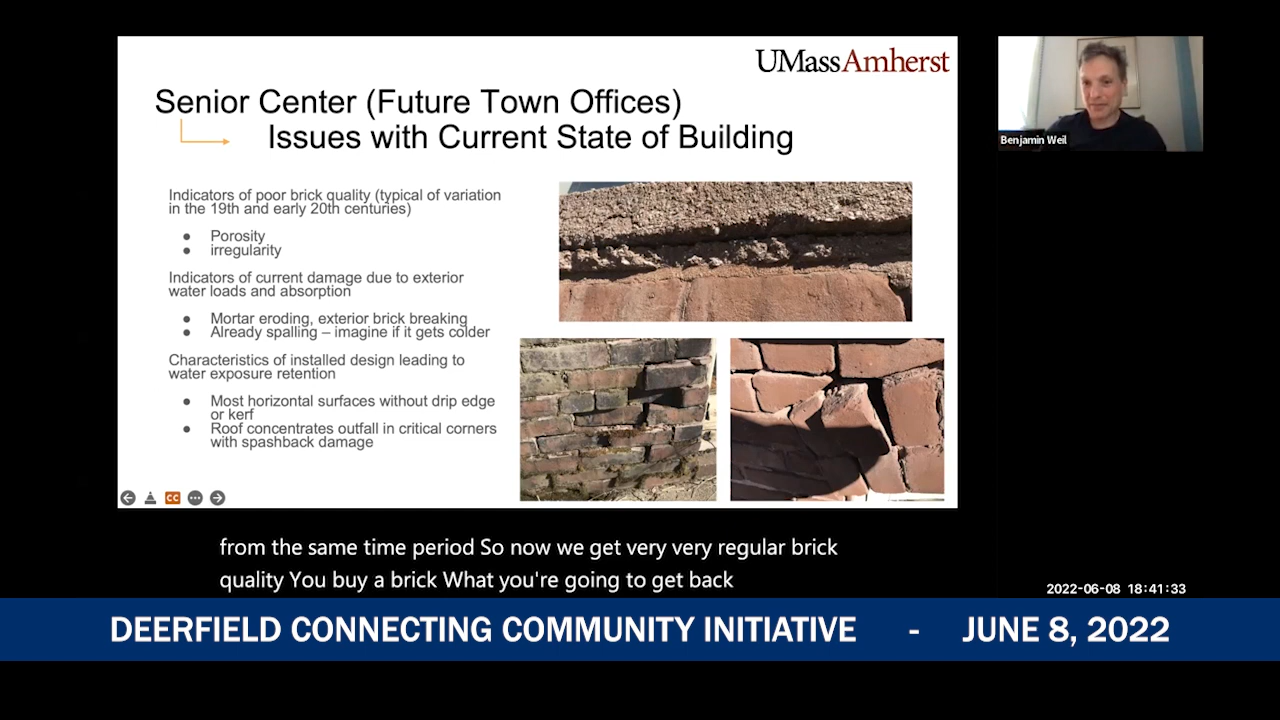 UMassAmherst
Senior Center (Future Town Offices)
Issues with Current State of Building
Indicators of poor brick quality (typical of variation
in the 19th and early 20th centuries)
● Porosity
● irregularity
Indicators of current damage due to exterior
water loads and absorption
● Mortar eroding, exterior brick breaking
● Already spalling – imagine if it gets colder
Characteristics of installed design leading to
water exposure retention
● Most horizontal surfaces without drip edge
or kerf
● Roof concentrates outfall in critical corners
with spashback damage
CC
Benjamin Weil
from the same time period So now we get very very regular brick
quality You buy a brick What you're going to get back
2022-06-08 18:41:33
DEERFIELD CONNECTING COMMUNITY INITIATIVE - JUNE 8, 2022